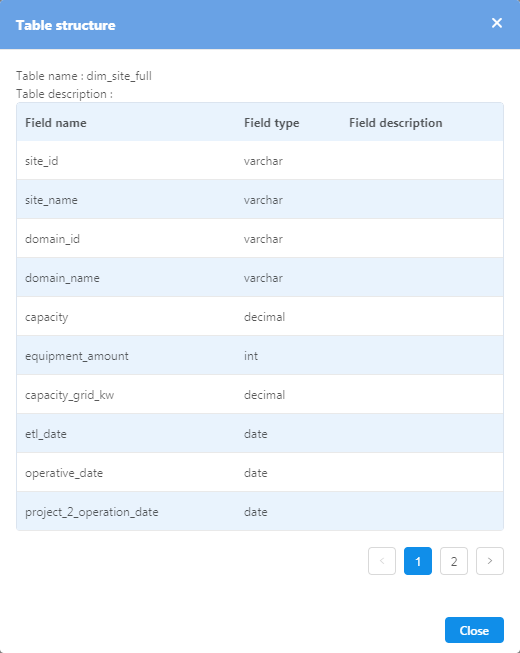 Table structure
Table name : dim_site_full
Table description :
Field name Field type Field description
site_id varchar
site_name varchar
domain_id varchar
domain_name varchar
capacity decimal
equipment_amount int
capacity_grid_kw decimal
etl_date date
operative_date date
project_2_operation_date date
1 2
Close